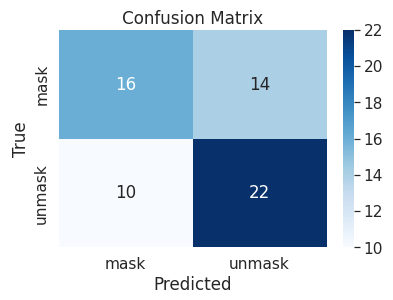 Confusion Matrix
True
mask
16
14
unmask
10
22
mask
unmask
Predicted
22
20
18
16
14
12
10